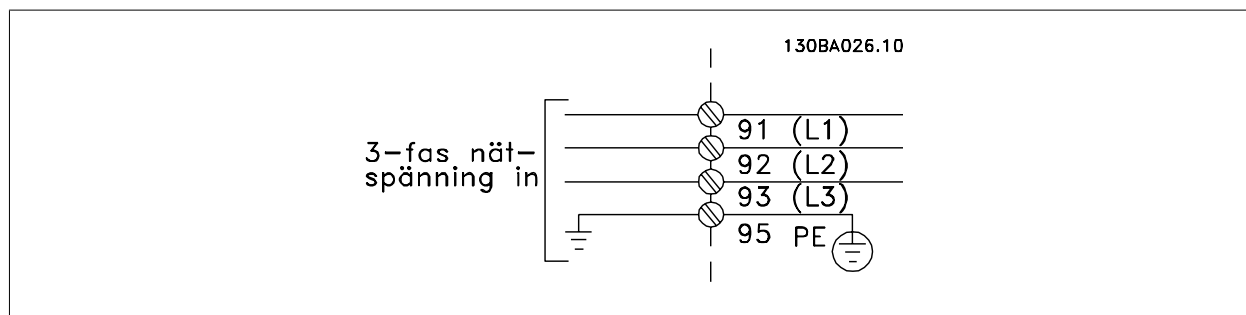 130BA026.10
3-fas nät-
spänning in
91 (L1)
92 (L2)
93 (L3)
95 PE